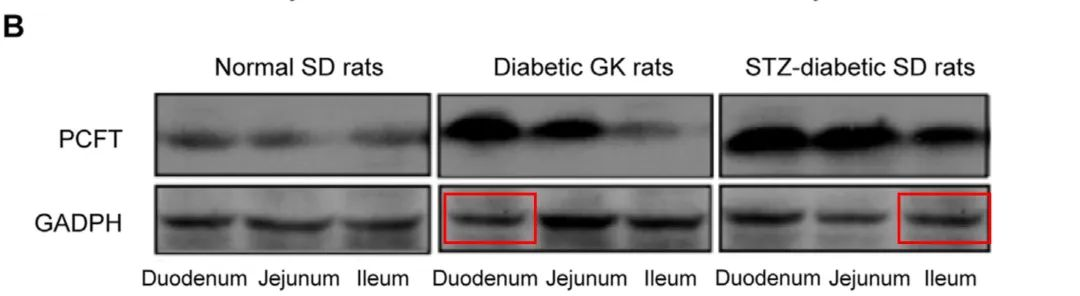 B
Normal SD rats Diabetic GK rats STZ-diabetic SD rats
PCFT
GADPH
Duodenum Jejunum Ileum Duodenum Jejunum Ileum Duodenum Jejunum Ileum